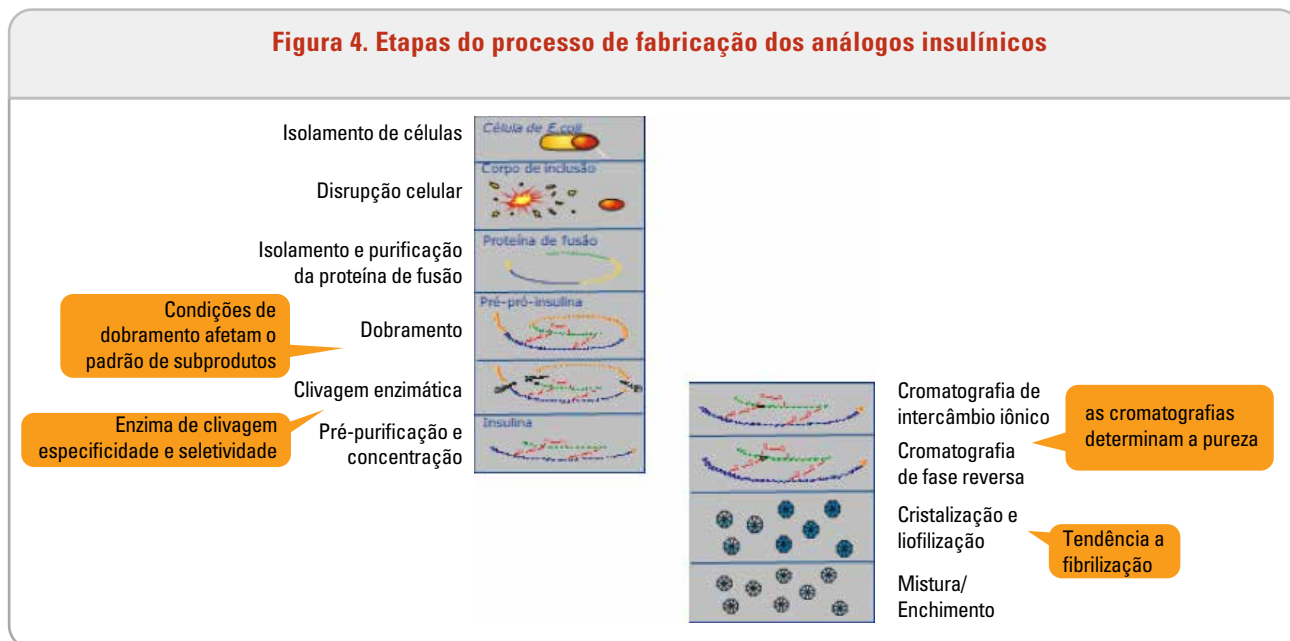 Figura 4. Etapas do processo de fabricação dos análogos insulínicos
Isolamento de células
Célula de E.coli
Disrupção celular
Corpo de inclusão
Isolamento e purificação
da proteína de fusão
Proteína de fusão
Condições de
dobramento afetam o
padrão de subprodutos
Dobramento
Pré-pró-insulina
Clivagem enzimática
Enzima de clivagem
especificidade e seletividade
Pré-purificação e
concentração
Insulina
Cromatografia de
intercâmbio iônico
as cromatografias
determinam a pureza
Cromatografia
de fase reversa
Cristalização e
liofilização
Tendência a
fibrilização
Mistura/
Enchimento